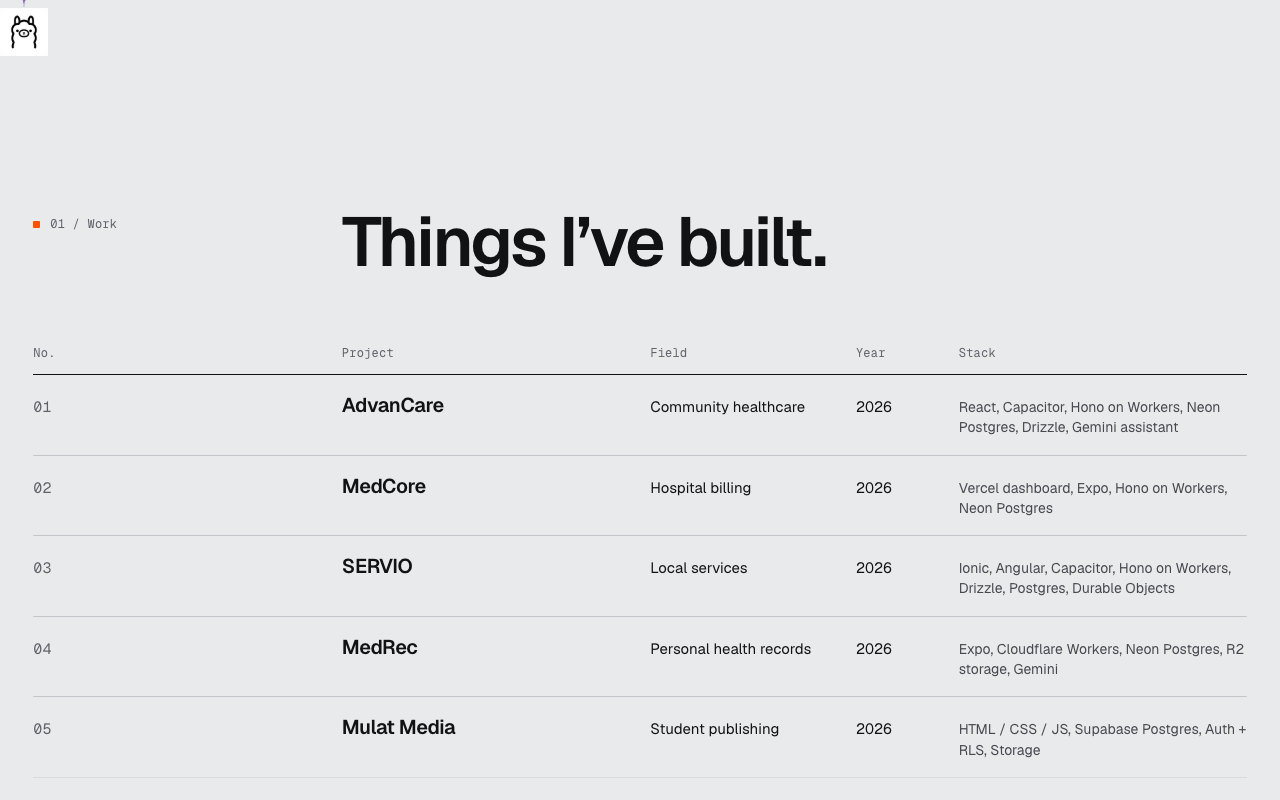 01 / Work
Things I’ve built.
No. Project Field Year Stack
01 AdvanCare Community healthcare 2026 React, Capacitor, Hono on Workers, Neon
Postgres, Drizzle, Gemini assistant
02 MedCore Hospital billing 2026 Vercel dashboard, Expo, Hono on Workers,
Neon Postgres
03 SERVIO Local services 2026 Ionic, Angular, Capacitor, Hono on Workers,
Drizzle, Postgres, Durable Objects
04 MedRec Personal health records 2026 Expo, Cloudflare Workers, Neon Postgres, R2
storage, Gemini
05 Mulat Media Student publishing 2026 HTML / CSS / JS, Supabase Postgres, Auth +
RLS, Storage